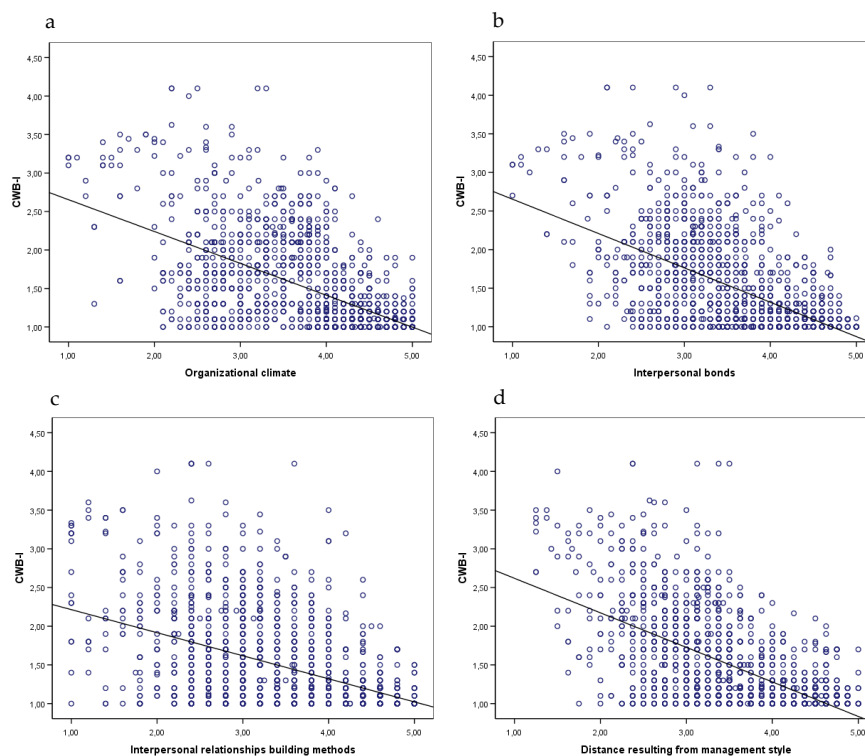 a
4,50
4,00
3,50
3,00
2,50
2,00
1,50
1,00
CWB-I
1,00 2,00 3,00 4,00 5,00
Organizational climate
b
4,50
4,00
3,50
3,00
2,50
2,00
1,50
1,00
CWB-I
1,00 2,00 3,00 4,00 5,00
Interpersonal bonds
c
4,50
4,00
3,50
3,00
2,50
2,00
1,50
1,00
CWB-I
1,00 2,00 3,00 4,00 5,00
Interpersonal relationships building methods
d
4,50
4,00
3,50
3,00
2,50
2,00
1,50
1,00
CWB-I
1,00 2,00 3,00 4,00 5,00
Distance resulting from management style